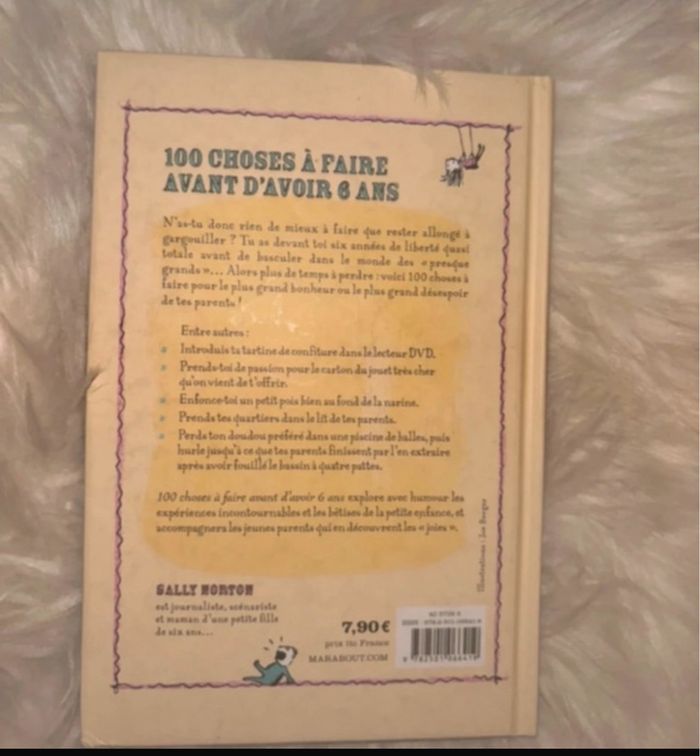 100 CHOSES À FAIRE
AVANT D'AVOIR 6 ANS
N'as-tu donc rien de mieux à faire que rester allongé à
gargouiller ? Tu as devant toi six années de liberté quasi
totale avant de basculer dans le monde des « presque
grands »... Alors plus de temps à perdre : voici 100 choses à
faire pour le plus grand bonheur ou le plus grand désespoir
de tes parents !
Entre autres :
Introduis ta tartine de confiture dans le lecteur DVD.
Prends-toi de passion pour le carton du jouet très cher
qu'on vient de t'offrir.
Enfonce-toi un petit pois bien au fond de la narine.
Prends tes quartiers dans le lit de tes parents.
Perds ton doudou préféré dans une piscine de balles, puis
hurle jusqu'à ce que tes parents finissent par l'en extraire
après avoir fouillé le bassin à quatre pattes.
100 choses à faire avant d'avoir 6 ans explore avec humour les
expériences incontournables et les bêtises de la petite enfance, et
accompagnera les jeunes parents qui en découvrent les « joies ».
Illustrations :
SALLY NORTON
est journaliste, scénariste
et maman d'une petite fille
de six ans...
7,90 €
prix ttc France
MARABOUT.COM